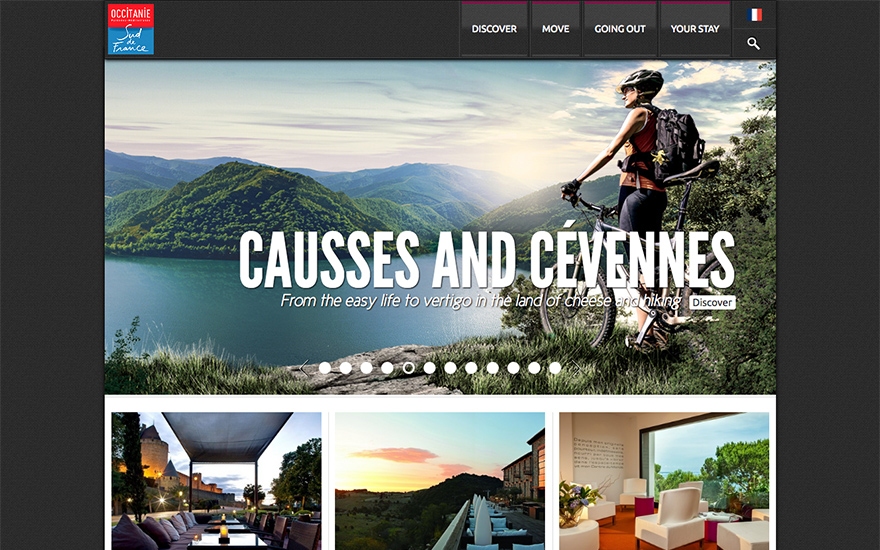 OCCITANIE
Sud
de
France
DISCOVER
MOVE
GOING OUT
YOUR STAY
CAUSSES AND CÉVENNES
From the easy life to vertigo in the land of cheese and hiking
Discover